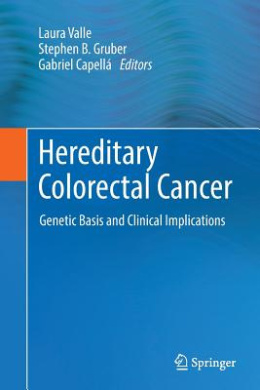 Laura Valle
Stephen B. Gruber
Gabriel Capellá Editors
Hereditary
Colorectal Cancer
Genetic Basis and Clinical Implications
Springer